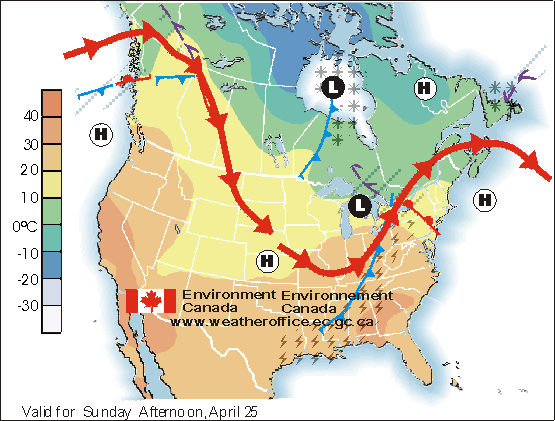 L
H
H
40
30
20
10
0ºC
-10
-20
-30
H
H
L
Environment Environnement
Canada Canada
www.weatheroffice.ec.gc.ca
Valid for Sunday Afternoon, April 25